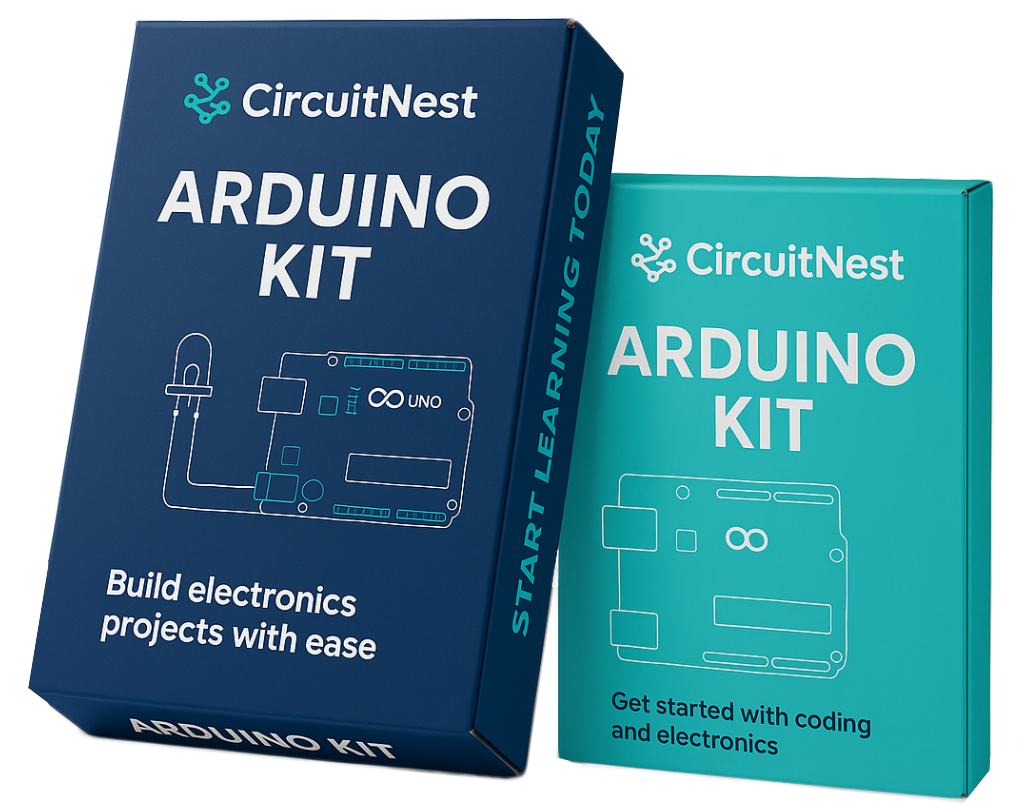 CircuitNest
ARDUINO
KIT
UNO
Build electronics
projects with ease
ARDUINO KIT
START LEARNING TODAY
CircuitNest
ARDUINO
KIT
Get started with coding
and electronics